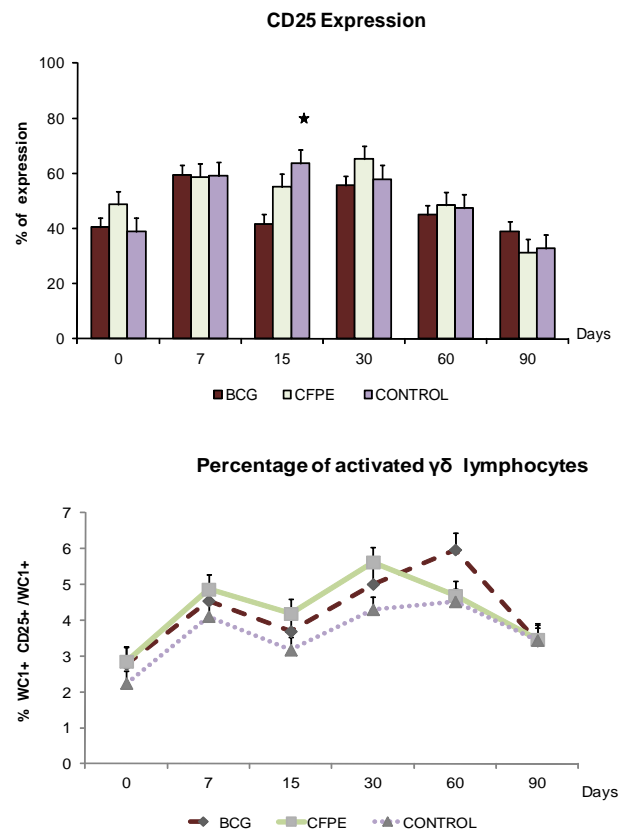 CD25 Expression
100
80
60
40
20
0
% of expression
0 7 15 30 60 90
Days
BCG CFPE CONTROL
Percentage of activated γδ lymphocytes
7
6
5
4
3
2
1
0
% WC1+ CD25+ /WC1+
0 7 15 30 60 90
Days
BCG CFPE CONTROL